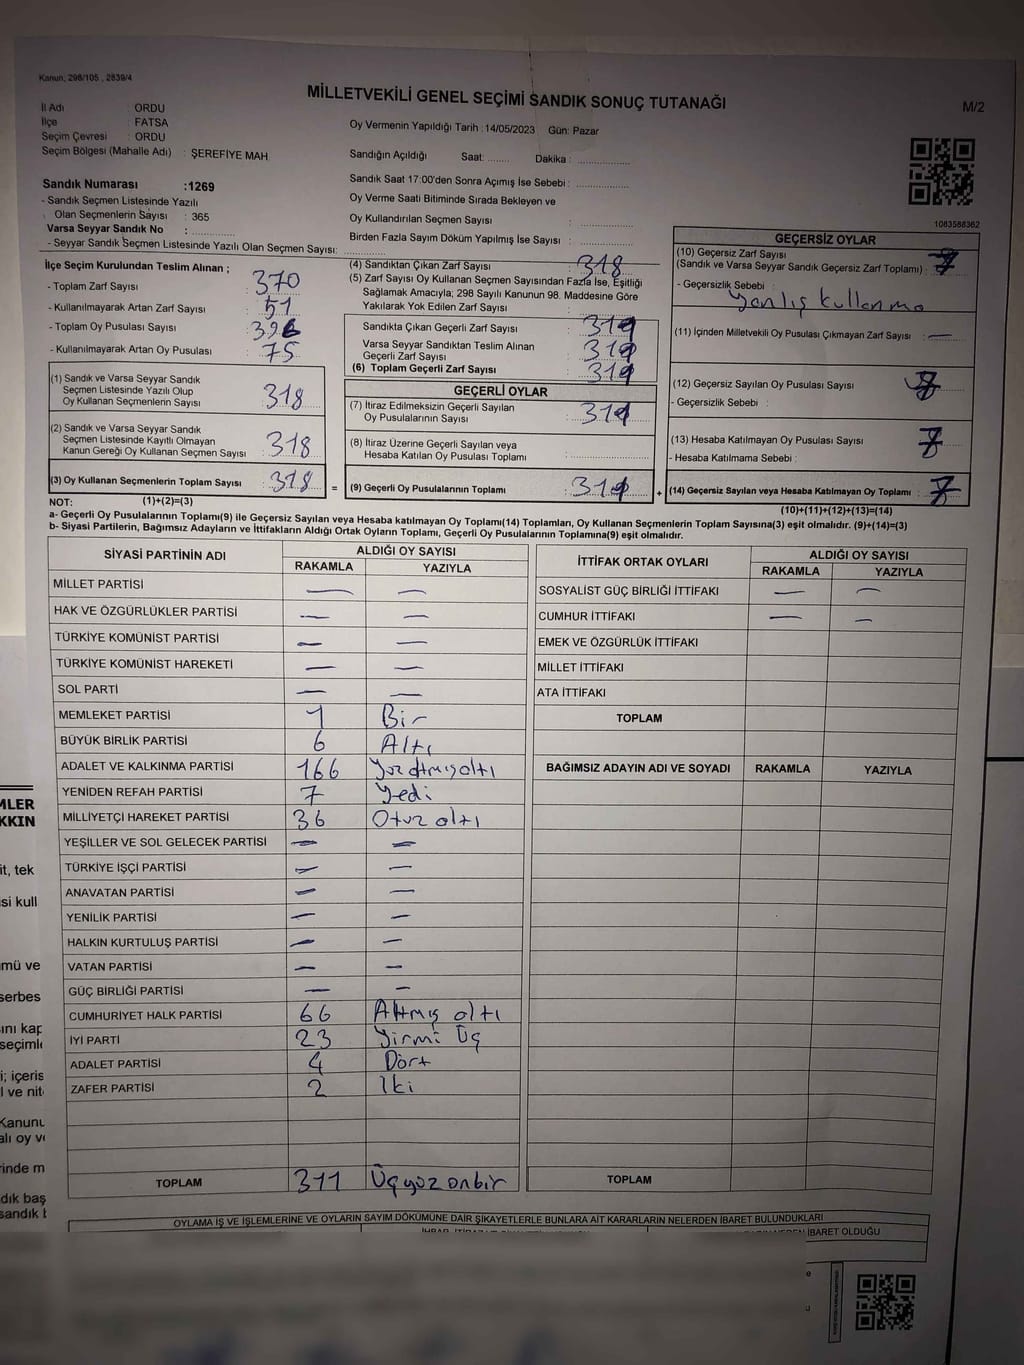 Kanun, 298/105 , 2839/4
MİLLETVEKİLİ GENEL SEÇİMİ SANDIK SONUÇ TUTANAĞI
M/2
İl Adı : ORDU
İlçe : FATSA
Seçim Çevresi : ORDU
Seçim Bölgesi (Mahalle Adı) : ŞEREFİYE MAH.
Sandık Numarası :1269
- Sandık Seçmen Listesinde Yazılı
Olan Seçmenlerin Sayısı : 365
Varsa Seyyar Sandık No :
- Seyyar Sandık Seçmen Listesinde Yazılı Olan Seçmen Sayısı:
Oy Vermenin Yapıldığı Tarih : 14/05/2023 Gün: Pazar
Sandığın Açıldığı Saat: Dakika :
Sandık Saat 17:00'den Sonra Açımış İse Sebebi :
Oy Verme Saati Bitiminde Sırada Bekleyen ve
Oy Kullandırılan Seçmen Sayısı :
Birden Fazla Sayım Döküm Yapılmış İse Sayısı :
1083588362
İlçe Seçim Kurulundan Teslim Alınan ;
- Toplam Zarf Sayısı : 370
- Kullanılmayarak Artan Zarf Sayısı : 51
- Toplam Oy Pusulası Sayısı :
- Kullanılmayarak Artan Oy Pusulası : 75
(1) Sandık ve Varsa Seyyar Sandık
Seçmen Listesinde Yazılı Olup
Oy Kullanan Seçmenlerin Sayısı : 318
(2) Sandık ve Varsa Seyyar Sandık
Seçmen Listesinde Kayıtlı Olmayan
Kanun Gereği Oy Kullanan Seçmen Sayısı : 318
(3) Oy Kullanan Seçmenlerin Toplam Sayısı : 318
(4) Sandıktan Çıkan Zarf Sayısı : 318
(5) Zarf Sayısı Oy Kullanan Seçmen Sayısından Fazla İse, Eşitliği
Sağlamak Amacıyla; 298 Sayılı Kanunun 98. Maddesine Göre
Yakılarak Yok Edilen Zarf Sayısı :
Sandıkta Çıkan Geçerli Zarf Sayısı : 311
Varsa Seyyar Sandıktan Teslim Alınan
Geçerli Zarf Sayısı : 311
(6) Toplam Geçerli Zarf Sayısı : 311
GEÇERLİ OYLAR
(7) İtiraz Edilmeksizin Geçerli Sayılan
Oy Pusulalarının Sayısı : 311
(8) İtiraz Üzerine Geçerli Sayılan veya
Hesaba Katılan Oy Pusulası Toplamı :
= (9) Geçerli Oy Pusulalarının Toplamı : 311 +
GEÇERSİZ OYLAR
(10) Geçersiz Zarf Sayısı
(Sandık ve Varsa Seyyar Sandık Geçersiz Zarf Toplamı) : 7
- Geçersizlik Sebebi : Yanlış kullanma
(11) İçinden Milletvekili Oy Pusulası Çıkmayan Zarf Sayısı : —
(12) Geçersiz Sayılan Oy Pusulası Sayısı :
- Geçersizlik Sebebi :
(13) Hesaba Katılmayan Oy Pusulası Sayısı : 7
- Hesaba Katılmama Sebebi :
(14) Geçersiz Sayılan veya Hesaba Katılmayan Oy Toplamı : 7
NOT: (1)+(2)=(3)
(10)+(11)+(12)+(13)=(14)
a- Geçerli Oy Pusulalarının Toplamı(9) ile Geçersiz Sayılan veya Hesaba katılmayan Oy Toplamı(14) Toplamları, Oy Kullanan Seçmenlerin Toplam Sayısına(3) eşit olmalıdır. (9)+(14)=(3)
b- Siyasi Partilerin, Bağımsız Adayların ve İttifakların Aldığı Ortak Oyların Toplamı, Geçerli Oy Pusulalarının Toplamına(9) eşit olmalıdır.
SİYASİ PARTİNİN ADI ALDIĞI OY SAYISI
RAKAMLA YAZIYLA
MİLLET PARTİSİ — —
HAK VE ÖZGÜRLÜKLER PARTİSİ — —
TÜRKİYE KOMÜNİST PARTİSİ — —
TÜRKİYE KOMÜNİST HAREKETİ — —
SOL PARTİ — —
MEMLEKET PARTİSİ 1 Bir
BÜYÜK BİRLİK PARTİSİ 6 Altı
ADALET VE KALKINMA PARTİSİ 166 Yüzatmışaltı
YENİDEN REFAH PARTİSİ 7 Yedi
MİLLİYETÇİ HAREKET PARTİSİ 36 Otuz altı
YEŞİLLER VE SOL GELECEK PARTİSİ — —
TÜRKİYE İŞÇİ PARTİSİ — —
ANAVATAN PARTİSİ — —
YENİLİK PARTİSİ — —
HALKIN KURTULUŞ PARTİSİ — —
VATAN PARTİSİ — —
GÜÇ BİRLİĞİ PARTİSİ — —
CUMHURİYET HALK PARTİSİ 66 Atmış altı
İYİ PARTİ 23 Yirmi Üç
ADALET PARTİSİ 4 Dört
ZAFER PARTİSİ 2 İki
TOPLAM 311 Üçyüzonbir
İTTİFAK ORTAK OYLARI ALDIĞI OY SAYISI
RAKAMLA YAZIYLA
SOSYALİST GÜÇ BİRLİĞİ İTTİFAKI — —
CUMHUR İTTİFAKI — —
EMEK VE ÖZGÜRLÜK İTTİFAKI
MİLLET İTTİFAKI
ATA İTTİFAKI
TOPLAM
BAĞIMSIZ ADAYIN ADI VE SOYADI RAKAMLA YAZIYLA
TOPLAM
OYLAMA İŞ VE İŞLEMLERİNE VE OYLARIN SAYIM DÖKÜMÜNE DAİR ŞİKAYETLERLE BUNLARA AİT KARARLARIN NELERDEN İBARET BULUNDUKLARI
İBARET OLDUĞU
MLER
KKIN
it, tek
si kull
mü ve
serbes
ını kap
seçiml
i; içeris
l ve nit
Kanunu
alı oy v
rinde m
dık baş
sandık